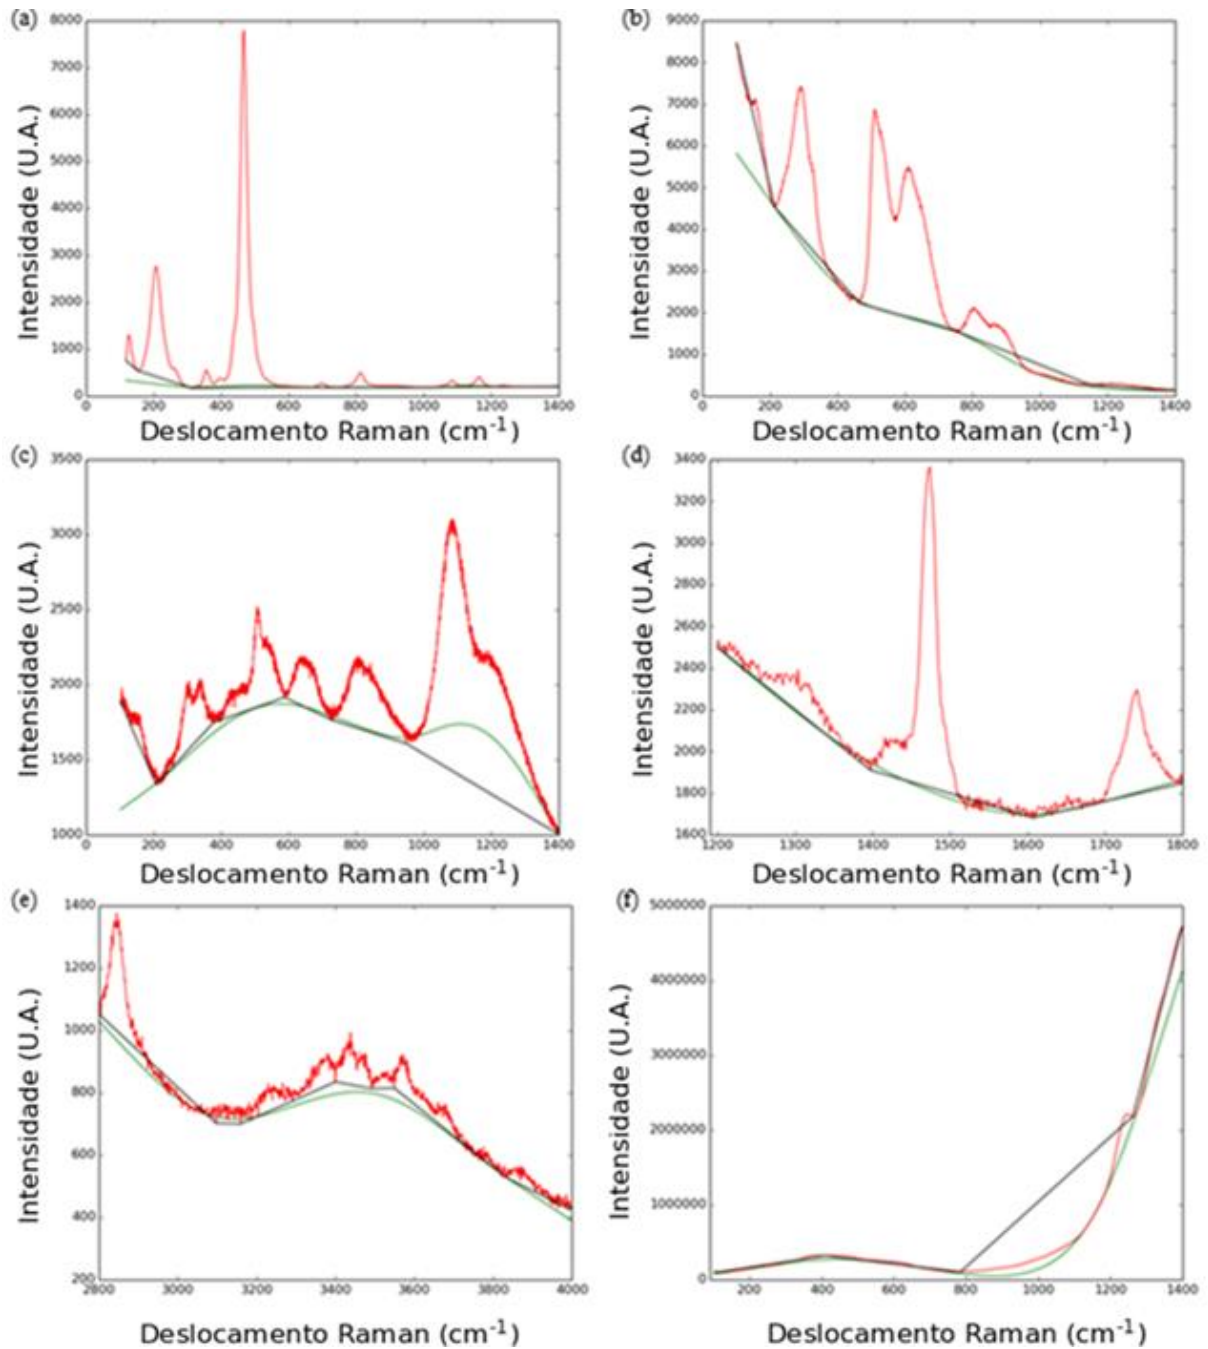 (a)
8000
7000
6000
5000
4000
3000
2000
1000
0
0 200 400 600 800 1000 1200 1400
Intensidade (U.A.)
Deslocamento Raman (cm⁻¹)
(b)
9000
8000
7000
6000
5000
4000
3000
2000
1000
0
0 200 400 600 800 1000 1200 1400
Intensidade (U.A.)
Deslocamento Raman (cm⁻¹)
(c)
3500
3000
2500
2000
1500
1000
0 200 400 600 800 1000 1200 1400
Intensidade (U.A.)
Deslocamento Raman (cm⁻¹)
(d)
3400
3200
3000
2800
2600
2400
2200
2000
1800
1600
1200 1300 1400 1500 1600 1700 1800
Intensidade (U.A.)
Deslocamento Raman (cm⁻¹)
(e)
1400
1200
1000
800
600
400
200
2800 3000 3200 3400 3600 3800 4000
Intensidade (U.A.)
Deslocamento Raman (cm⁻¹)
(f)
5000000
4000000
3000000
2000000
1000000
0
200 400 600 800 1000 1200 1400
Intensidade (U.A.)
Deslocamento Raman (cm⁻¹)